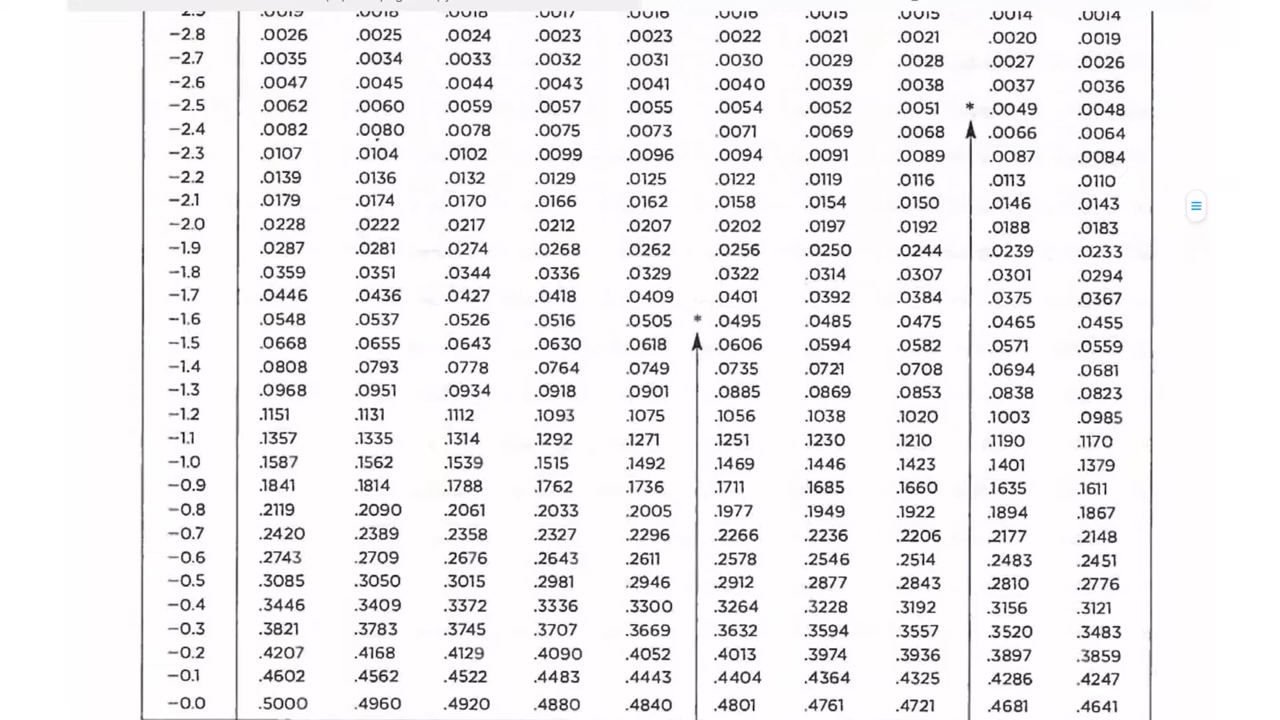 -2.9 .0019 .0018 .0018 .0017 .0016 .0016 .0015 .0015 .0014 .0014
-2.8 .0026 .0025 .0024 .0023 .0023 .0022 .0021 .0021 .0020 .0019
-2.7 .0035 .0034 .0033 .0032 .0031 .0030 .0029 .0028 .0027 .0026
-2.6 .0047 .0045 .0044 .0043 .0041 .0040 .0039 .0038 .0037 .0036
-2.5 .0062 .0060 .0059 .0057 .0055 .0054 .0052 .0051 * .0049 .0048
-2.4 .0082 .0080 .0078 .0075 .0073 .0071 .0069 .0068 .0066 .0064
-2.3 .0107 .0104 .0102 .0099 .0096 .0094 .0091 .0089 .0087 .0084
-2.2 .0139 .0136 .0132 .0129 .0125 .0122 .0119 .0116 .0113 .0110
-2.1 .0179 .0174 .0170 .0166 .0162 .0158 .0154 .0150 .0146 .0143
-2.0 .0228 .0222 .0217 .0212 .0207 .0202 .0197 .0192 .0188 .0183
-1.9 .0287 .0281 .0274 .0268 .0262 .0256 .0250 .0244 .0239 .0233
-1.8 .0359 .0351 .0344 .0336 .0329 .0322 .0314 .0307 .0301 .0294
-1.7 .0446 .0436 .0427 .0418 .0409 .0401 .0392 .0384 .0375 .0367
-1.6 .0548 .0537 .0526 .0516 .0505 * .0495 .0485 .0475 .0465 .0455
-1.5 .0668 .0655 .0643 .0630 .0618 .0606 .0594 .0582 .0571 .0559
-1.4 .0808 .0793 .0778 .0764 .0749 .0735 .0721 .0708 .0694 .0681
-1.3 .0968 .0951 .0934 .0918 .0901 .0885 .0869 .0853 .0838 .0823
-1.2 .1151 .1131 .1112 .1093 .1075 .1056 .1038 .1020 .1003 .0985
-1.1 .1357 .1335 .1314 .1292 .1271 .1251 .1230 .1210 .1190 .1170
-1.0 .1587 .1562 .1539 .1515 .1492 .1469 .1446 .1423 .1401 .1379
-0.9 .1841 .1814 .1788 .1762 .1736 .1711 .1685 .1660 .1635 .1611
-0.8 .2119 .2090 .2061 .2033 .2005 .1977 .1949 .1922 .1894 .1867
-0.7 .2420 .2389 .2358 .2327 .2296 .2266 .2236 .2206 .2177 .2148
-0.6 .2743 .2709 .2676 .2643 .2611 .2578 .2546 .2514 .2483 .2451
-0.5 .3085 .3050 .3015 .2981 .2946 .2912 .2877 .2843 .2810 .2776
-0.4 .3446 .3409 .3372 .3336 .3300 .3264 .3228 .3192 .3156 .3121
-0.3 .3821 .3783 .3745 .3707 .3669 .3632 .3594 .3557 .3520 .3483
-0.2 .4207 .4168 .4129 .4090 .4052 .4013 .3974 .3936 .3897 .3859
-0.1 .4602 .4562 .4522 .4483 .4443 .4404 .4364 .4325 .4286 .4247
-0.0 .5000 .4960 .4920 .4880 .4840 .4801 .4761 .4721 .4681 .4641